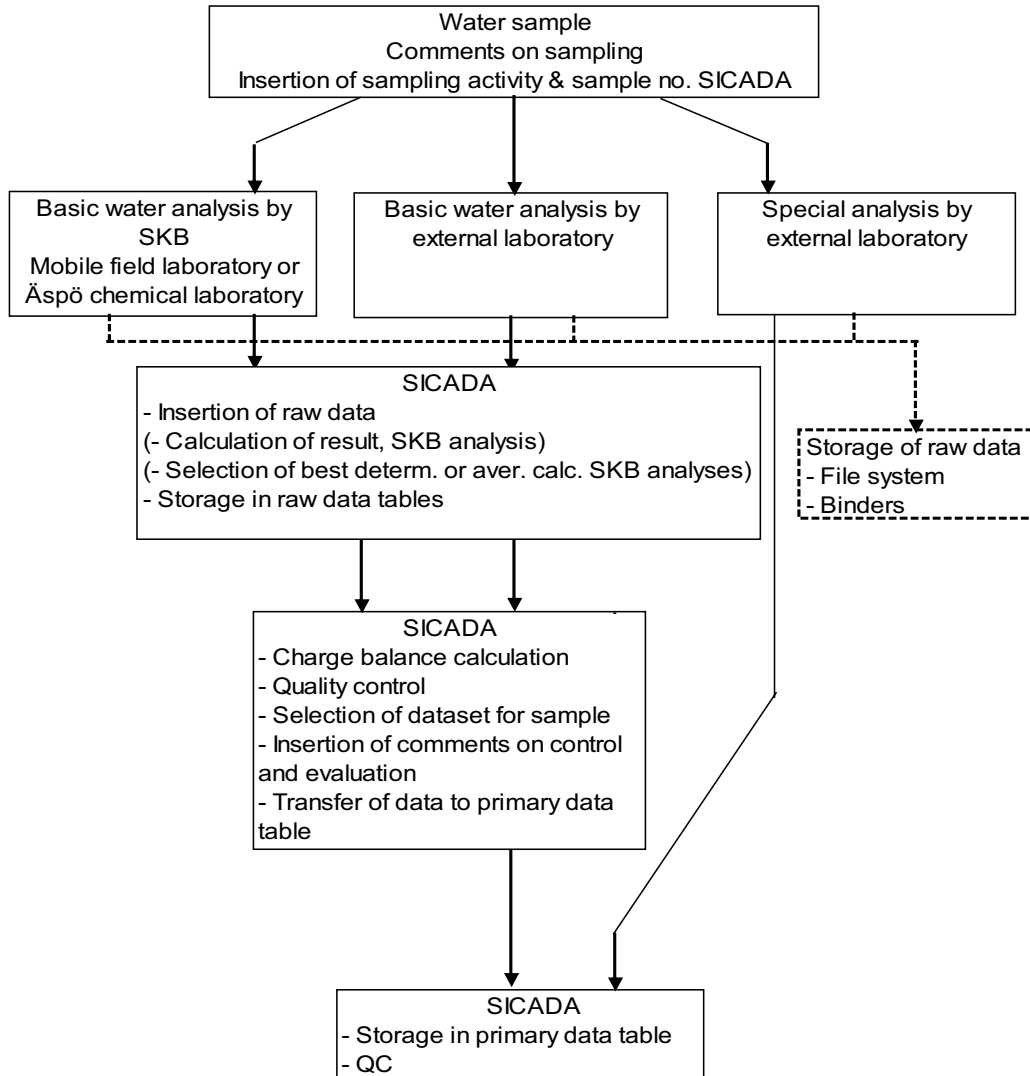 Water sample
Comments on sampling
Insertion of sampling activity & sample no. SICADA
Basic water analysis by
SKB
Mobile field laboratory or
Äspö chemical laboratory
Basic water analysis by
external laboratory
Special analysis by
external laboratory
SICADA
- Insertion of raw data
(- Calculation of result, SKB analysis)
(- Selection of best determ. or aver. calc. SKB analyses)
- Storage in raw data tables
Storage of raw data
- File system
- Binders
SICADA
- Charge balance calculation
- Quality control
- Selection of dataset for sample
- Insertion of comments on control
and evaluation
- Transfer of data to primary data
table
SICADA
- Storage in primary data table
- QC